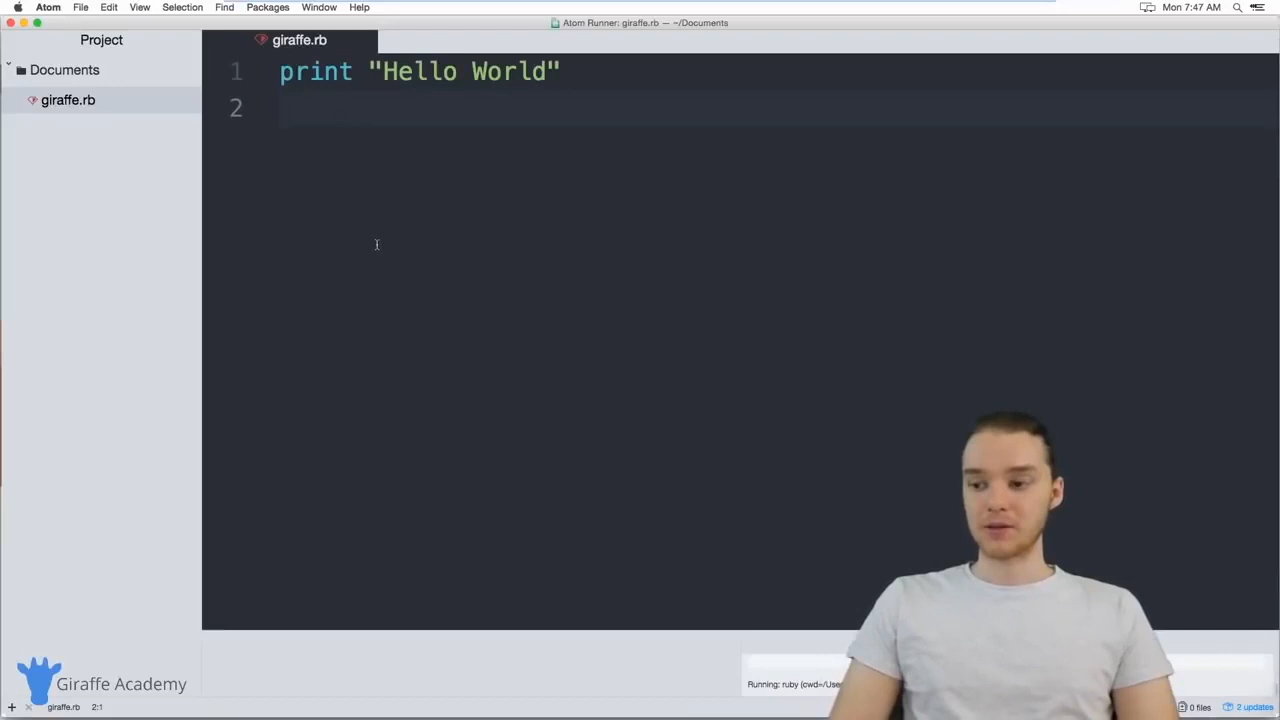 Atom File Edit View Selection Find Packages Window Help Mon 7:47 AM
Atom Runner: giraffe.rb — ~/Documents
Project
giraffe.rb
Documents
giraffe.rb
1 print "Hello World"
2
Giraffe Academy
Running: ruby (cwd=/Use
+ × giraffe.rb 2:1 0 files 2 updates